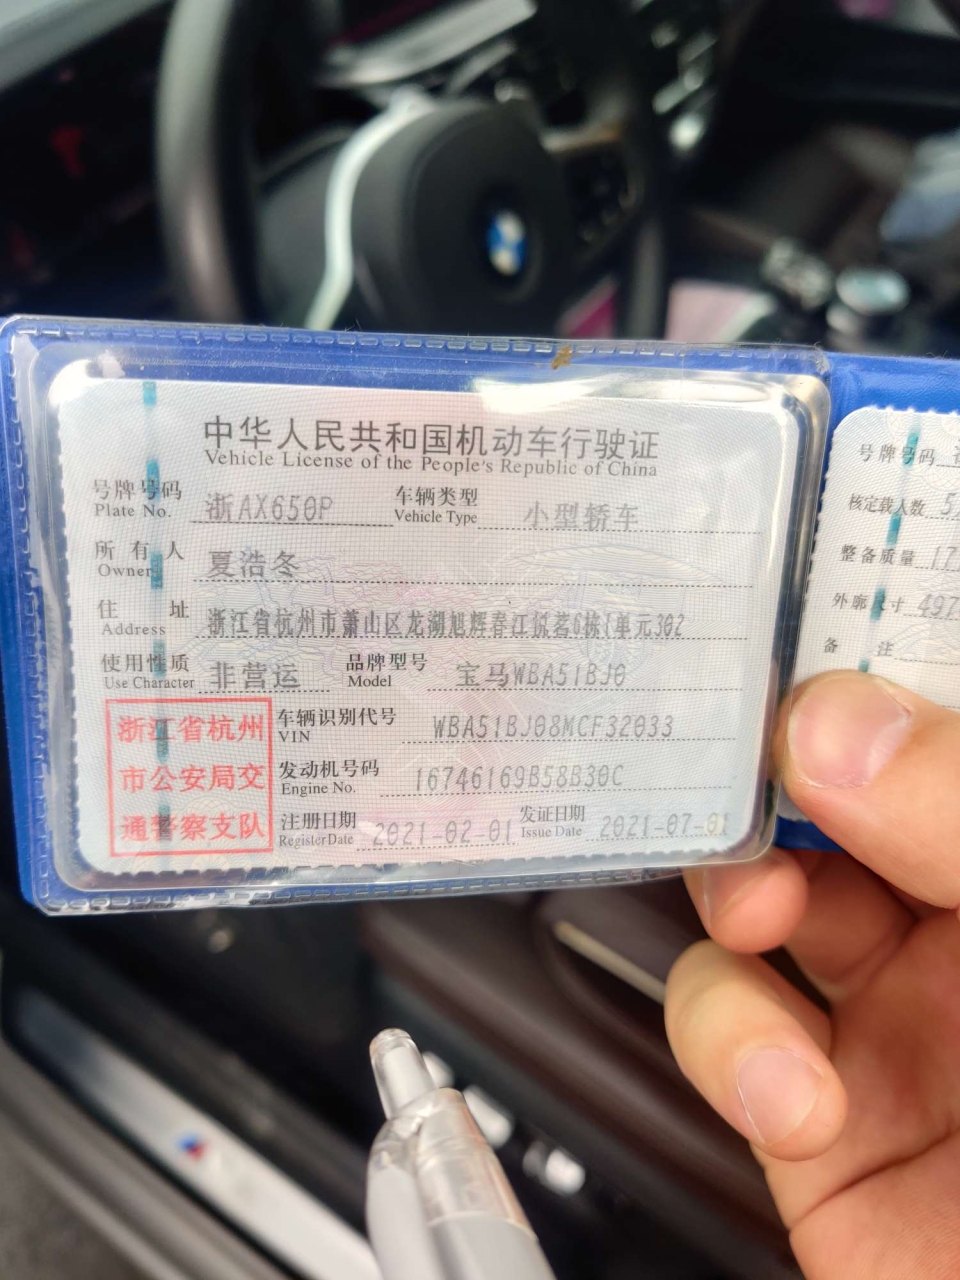 中华人民共和国机动车行驶证
Vehicle License of the People's Republic of China
号牌号码 浙AX650P 车辆类型 小型轿车
Plate No. Vehicle Type
所有人 夏浩冬
Owner
住址 浙江省杭州市萧山区龙湖旭辉春江悦茗6栋1单元302
Address
使用性质 非营运 品牌型号 宝马WBA51BJ0
Use Character Model
浙江省杭州
市公安局交
通警察支队
车辆识别代号 WBA51BJ08MCF32033
VIN
发动机号码 16746169B58B30C
Engine No.
注册日期 2021-02-01 发证日期 2021-07-01
Register Date Issue Date
号牌号码
核定载人数 5
整备质量 17
外廓尺寸 497
备注